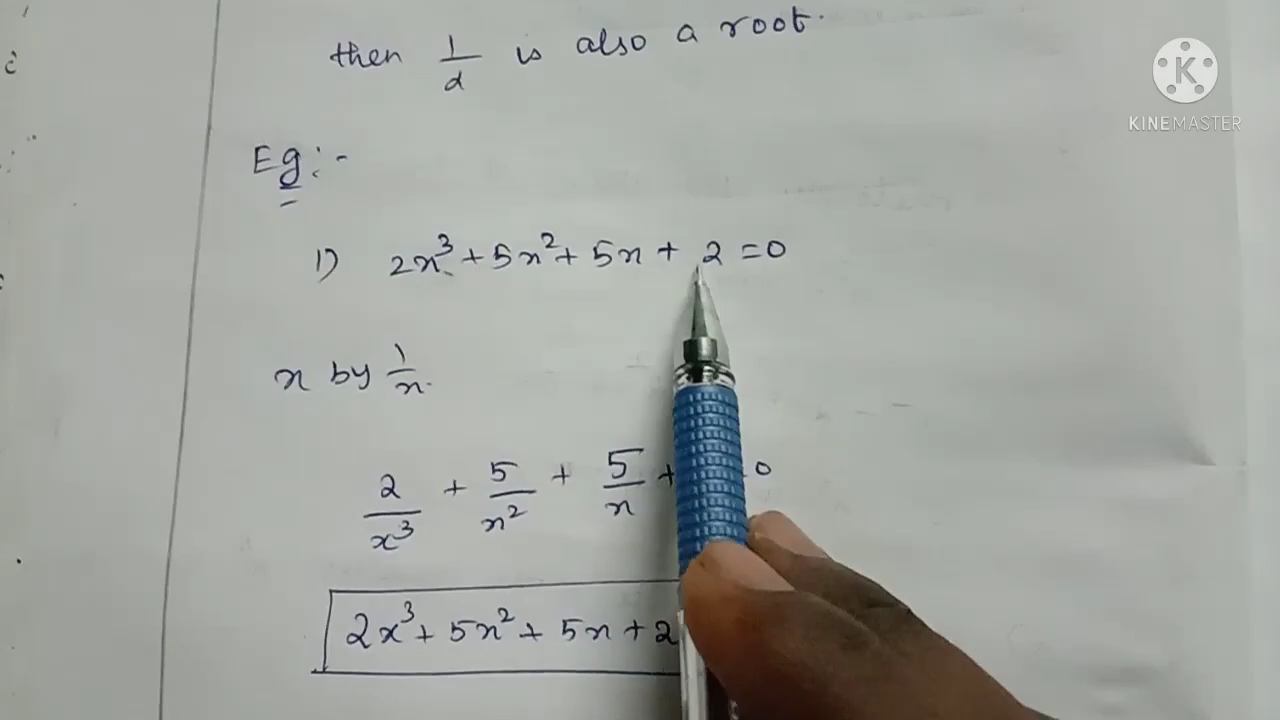 then 1/α is also a root.
K
KINEMASTER
Eg:-
1) 2x³ + 5x² + 5x + 2 = 0
x by 1/x.
2/x³ + 5/x² + 5/x + 0
2x³ + 5x² + 5x + 2